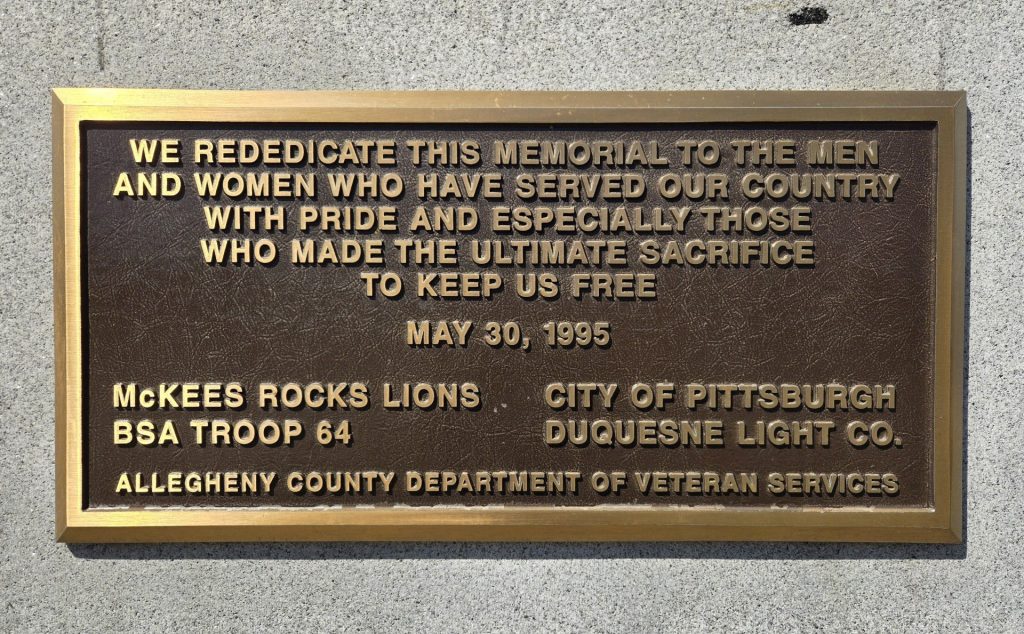 WE REDEDICATE THIS MEMORIAL TO THE MEN
AND WOMEN WHO HAVE SERVED OUR COUNTRY
WITH PRIDE AND ESPECIALLY THOSE
WHO MADE THE ULTIMATE SACRIFICE
TO KEEP US FREE
MAY 30, 1995
McKEES ROCKS LIONS
BSA TROOP 64
CITY OF PITTSBURGH
DUQUESNE LIGHT CO.
ALLEGHENY COUNTY DEPARTMENT OF VETERAN SERVICES